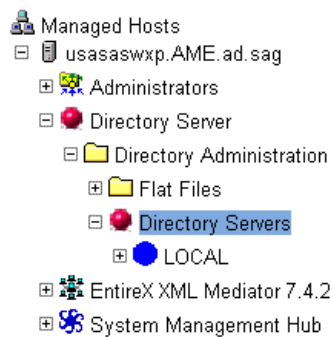 Managed Hosts
usasaswxp.AME.ad.sag
Administrators
Directory Server
Directory Administration
Flat Files
Directory Servers
LOCAL
EntireX XML Mediator 7.4.2
System Management Hub